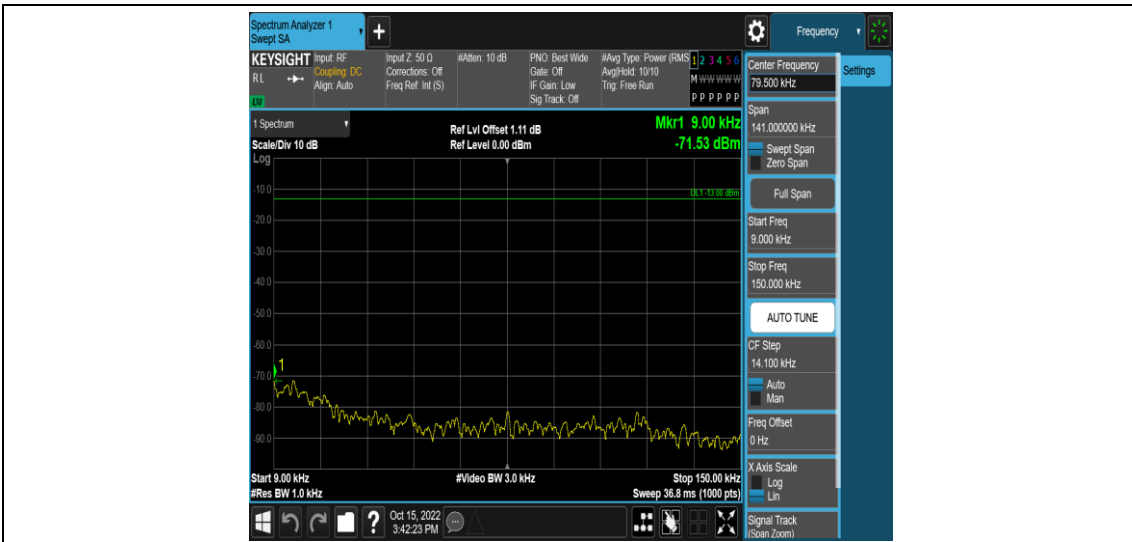 Spectrum Analyzer 1
Swept SA
+
Frequency
KEYSIGHT
RL
LXI
Input: RF
Coupling: DC
Align: Auto
Input Z: 50 Ω
Corrections: Off
Freq Ref: Int (S)
#Atten: 10 dB
PNO: Best Wide
Gate: Off
IF Gain: Low
Sig Track: Off
#Avg Type: Power (RMS
Avg|Hold: 10/10
Trig: Free Run
1 2 3 4 5 6
M W W W W W
P P P P P P
1 Spectrum
Scale/Div 10 dB
Log
Ref Lvl Offset 1.11 dB
Ref Level 0.00 dBm
Mkr1 9.00 kHz
-71.53 dBm
DL1 -13.00 dBm
-10.0
-20.0
-30.0
-40.0
-50.0
-60.0
-70.0
-80.0
-90.0
1
Start 9.00 kHz
#Res BW 1.0 kHz
#Video BW 3.0 kHz
Stop 150.00 kHz
Sweep 36.8 ms (1000 pts)
?
Oct 15, 2022
3:42:23 PM
Center Frequency
79.500 kHz
Settings
Span
141.000000 kHz
Swept Span
Zero Span
Full Span
Start Freq
9.000 kHz
Stop Freq
150.000 kHz
AUTO TUNE
CF Step
14.100 kHz
Auto
Man
Freq Offset
0 Hz
X Axis Scale
Log
Lin
Signal Track
(Span Zoom)